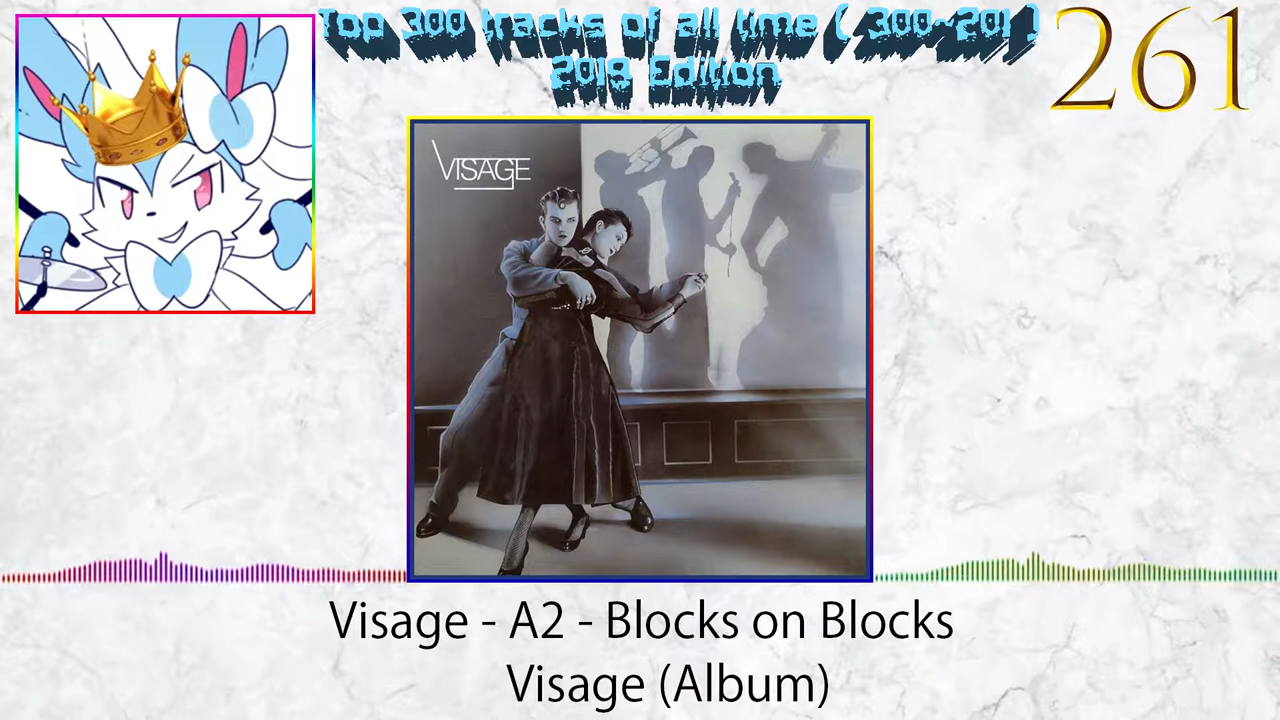 Top 300 tracks of all time ( 300~201 )
2018 Edition
261
VISAGE
Visage - A2 - Blocks on Blocks
Visage (Album)